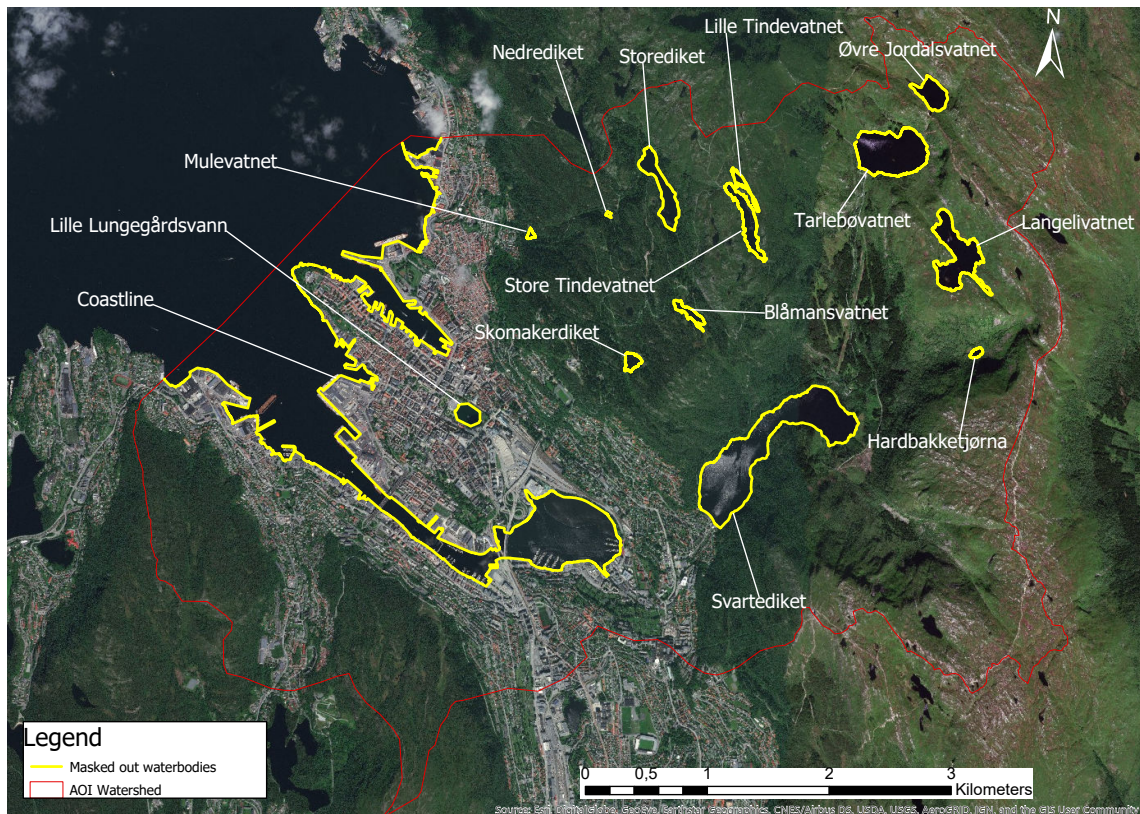 Lille Tindevatnet
N
Nedrediket
Storediket
Øvre Jordalsvatnet
Mulevatnet
Lille Lungegårdsvann
Tarlebøvatnet
Langelivatnet
Coastline
Store Tindevatnet
Blåmansvatnet
Skomakerdiket
Hardbakketjørna
Svartediket
Legend
Masked out waterbodies
AOI Watershed
0 0,5 1 2 3
Kilometers
Sources: Esri, DigitalGlobe, GeoEye, Earthstar Geographics, CNES/Airbus DS, USDA, USGS, AeroGRID, IGN, and the GIS User Community